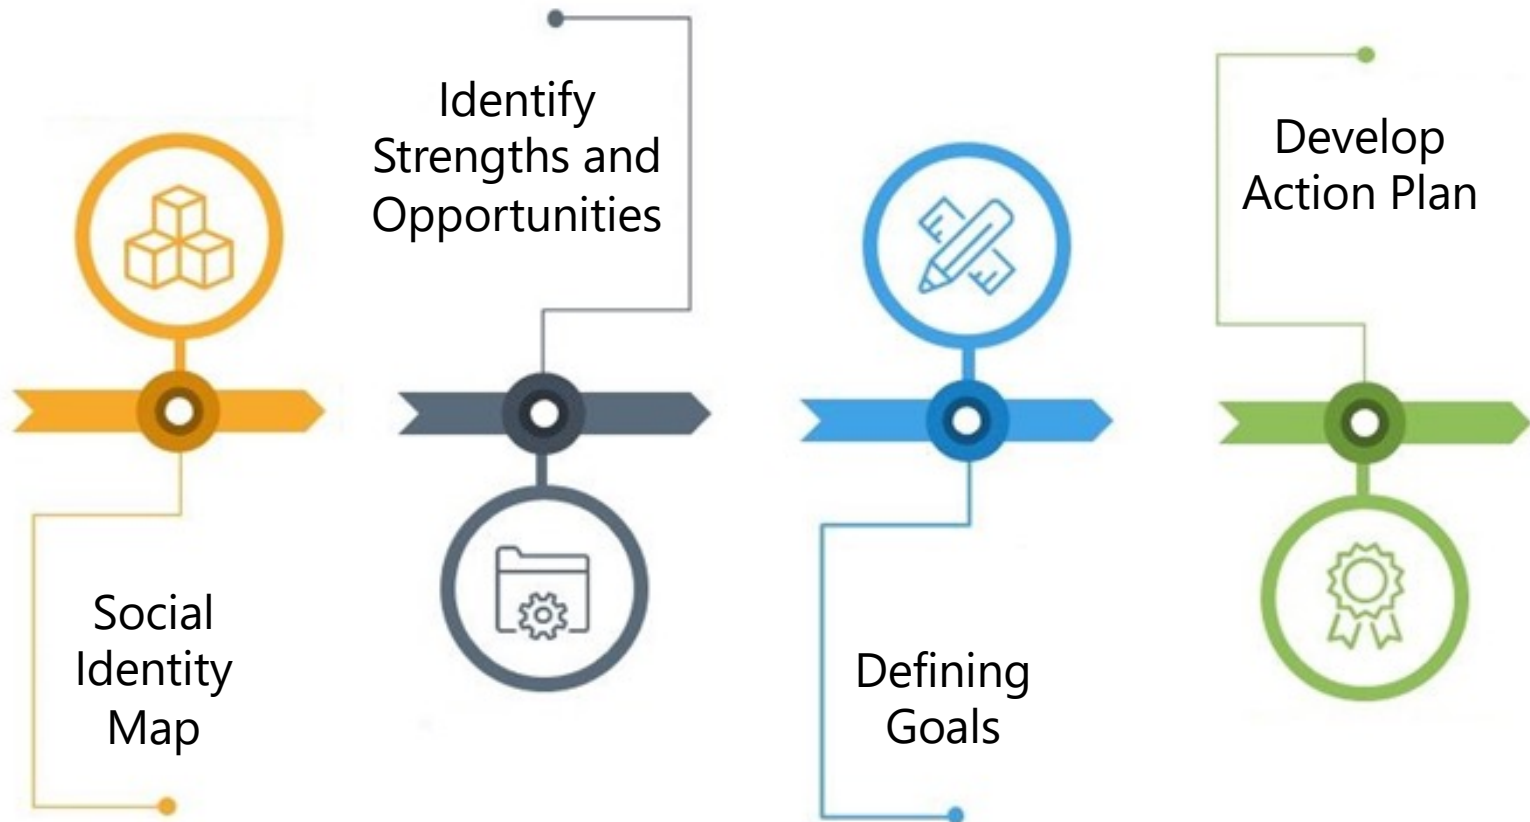 Social
Identity
Map
Identify
Strengths and
Opportunities
Defining
Goals
Develop
Action Plan